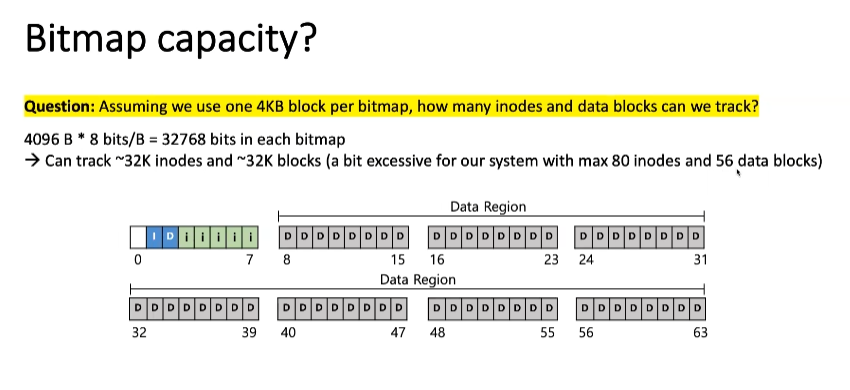 Bitmap capacity?
Question: Assuming we use one 4KB block per bitmap, how many inodes and data blocks can we track?
4096 B * 8 bits/B = 32768 bits in each bitmap
→ Can track ~32K inodes and ~32K blocks (a bit excessive for our system with max 80 inodes and 56 data blocks)
Data Region
I D i i i i i D D D D D D D D D D D D D D D D D D D D D D D D
0 7 8 15 16 23 24 31
Data Region
D D D D D D D D D D D D D D D D D D D D D D D D D D D D D D D D
32 39 40 47 48 55 56 63